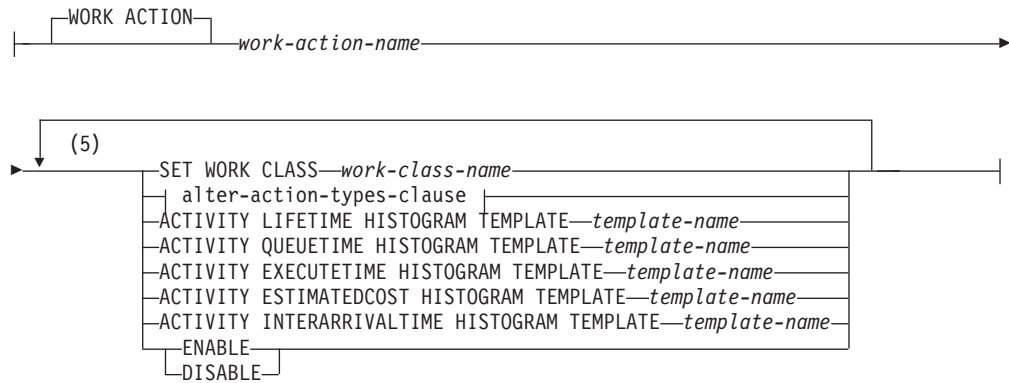 WORK ACTION
work-action-name
(5)
SET WORK CLASS work-class-name
alter-action-types-clause
ACTIVITY LIFETIME HISTOGRAM TEMPLATE template-name
ACTIVITY QUEUETIME HISTOGRAM TEMPLATE template-name
ACTIVITY EXECUTETIME HISTOGRAM TEMPLATE template-name
ACTIVITY ESTIMATEDCOST HISTOGRAM TEMPLATE template-name
ACTIVITY INTERARRIVALTIME HISTOGRAM TEMPLATE template-name
ENABLE
DISABLE